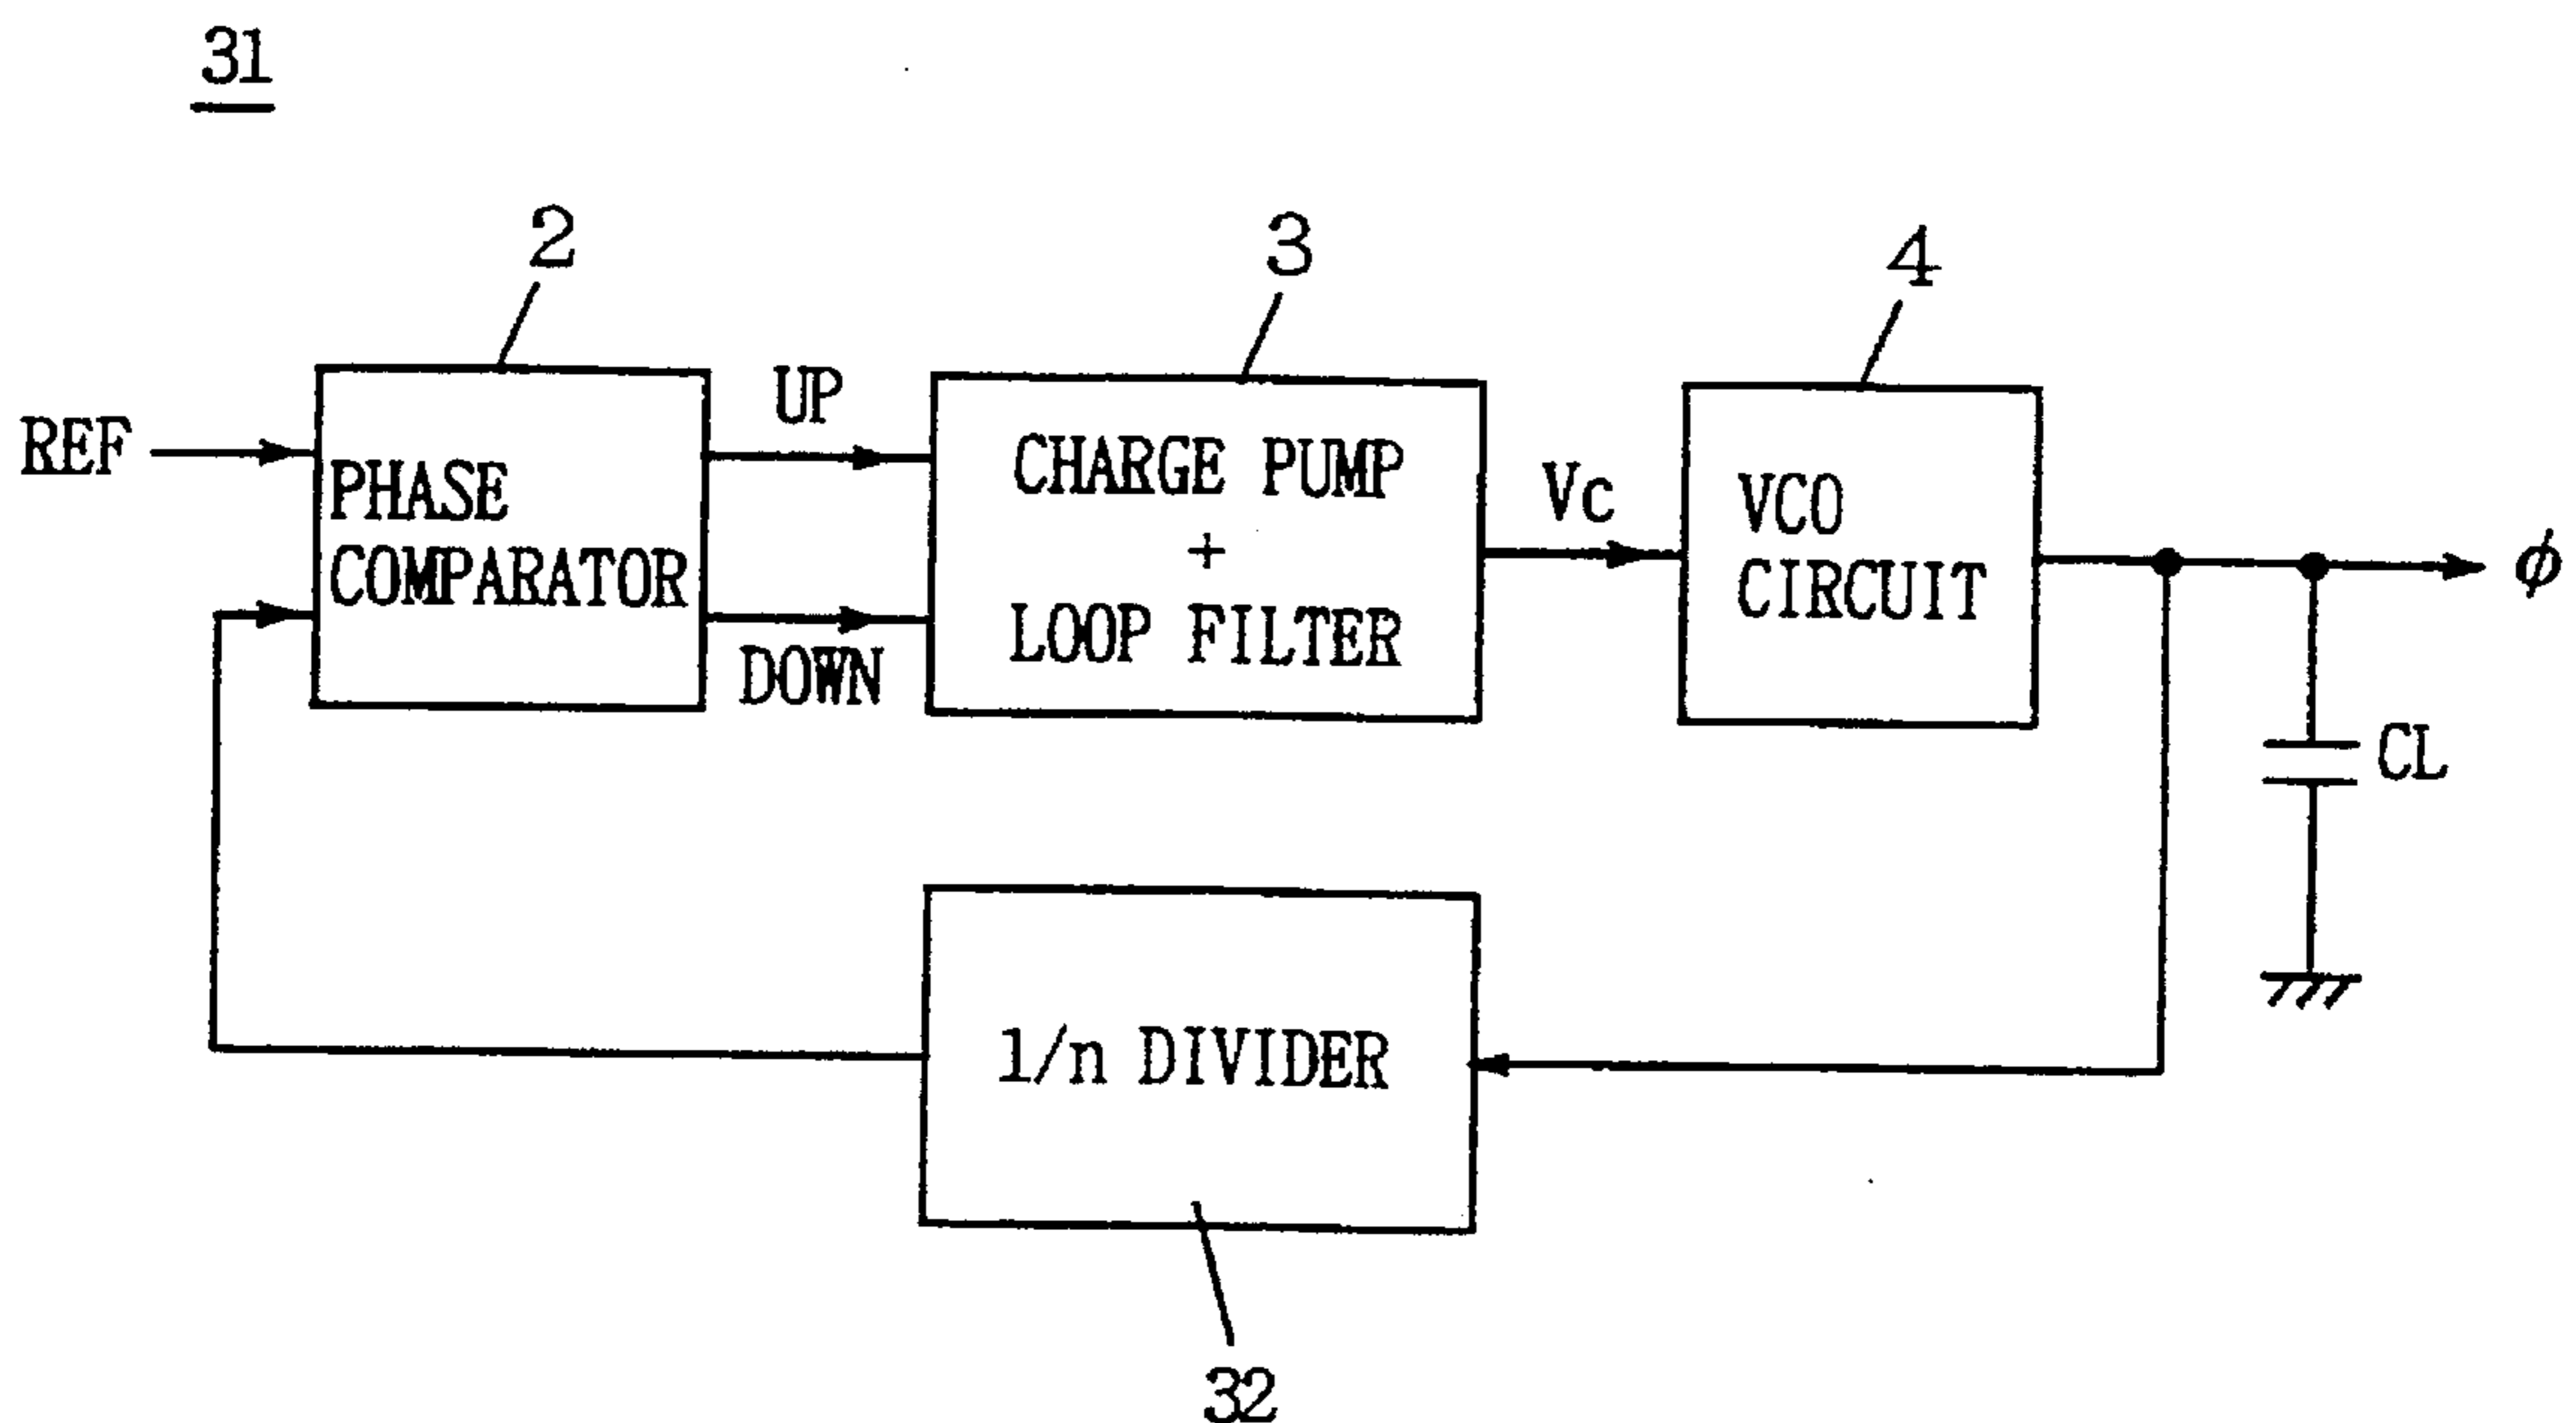 31
2
3
4
REF
PHASE
COMPARATOR
UP
DOWN
CHARGE PUMP
+
LOOP FILTER
Vc
VCO
CIRCUIT
ϕ
CL
1/n DIVIDER
32